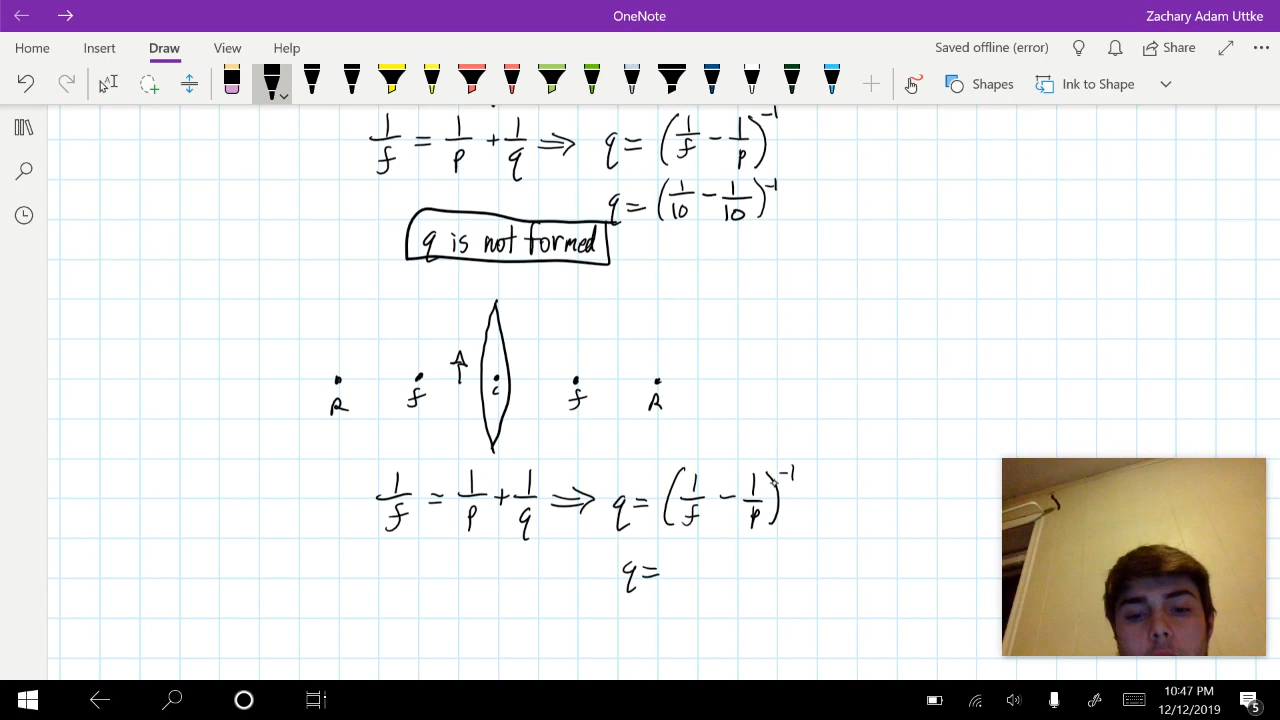 OneNote
Zachary Adam Uttke
Home Insert Draw View Help
Saved offline (error)
Share
Shapes
Ink to Shape
1/f = 1/p + 1/q ⟹ q = (1/f − 1/p)⁻¹
q = (1/10 − 1/10)⁻¹
q is not formed
R f c f R
1/f = 1/p + 1/q ⟹ q = (1/f − 1/p)⁻¹
q =
10:47 PM
12/12/2019
5